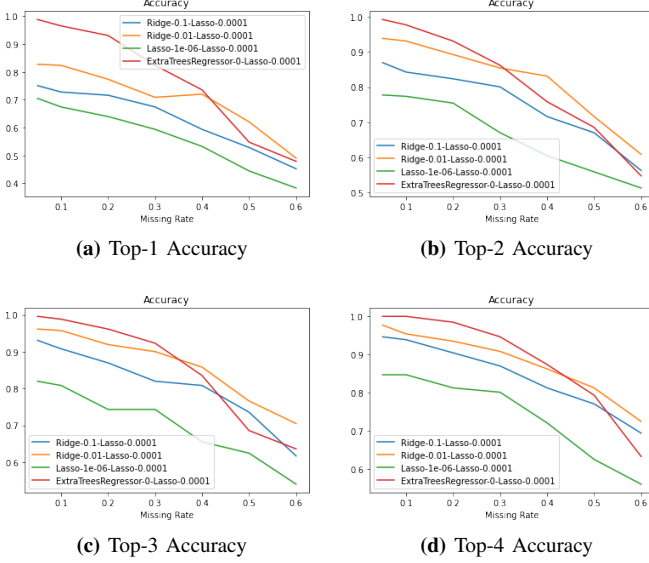 Accuracy
1.0
0.9
0.8
0.7
0.6
0.5
0.4
Ridge-0.1-Lasso-0.0001
Ridge-0.01-Lasso-0.0001
Lasso-1e-06-Lasso-0.0001
ExtraTreesRegressor-0-Lasso-0.0001
0.1 0.2 0.3 0.4 0.5 0.6
Missing Rate
(a) Top-1 Accuracy
Accuracy
1.0
0.9
0.8
0.7
0.6
0.5
Ridge-0.1-Lasso-0.0001
Ridge-0.01-Lasso-0.0001
Lasso-1e-06-Lasso-0.0001
ExtraTreesRegressor-0-Lasso-0.0001
0.1 0.2 0.3 0.4 0.5 0.6
Missing Rate
(b) Top-2 Accuracy
Accuracy
1.0
0.9
0.8
0.7
0.6
Ridge-0.1-Lasso-0.0001
Ridge-0.01-Lasso-0.0001
Lasso-1e-06-Lasso-0.0001
ExtraTreesRegressor-0-Lasso-0.0001
0.1 0.2 0.3 0.4 0.5 0.6
Missing Rate
(c) Top-3 Accuracy
Accuracy
1.0
0.9
0.8
0.7
0.6
Ridge-0.1-Lasso-0.0001
Ridge-0.01-Lasso-0.0001
Lasso-1e-06-Lasso-0.0001
ExtraTreesRegressor-0-Lasso-0.0001
0.1 0.2 0.3 0.4 0.5 0.6
Missing Rate
(d) Top-4 Accuracy